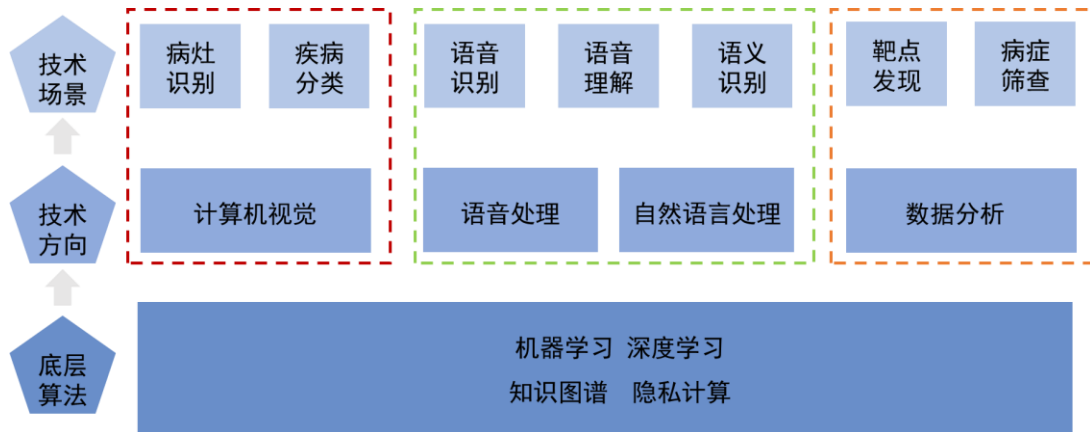 技术
场景
病灶
识别
疾病
分类
语音
识别
语音
理解
语义
识别
靶点
发现
病症
筛查
技术
方向
计算机视觉
语音处理
自然语言处理
数据分析
底层
算法
机器学习 深度学习
知识图谱 隐私计算